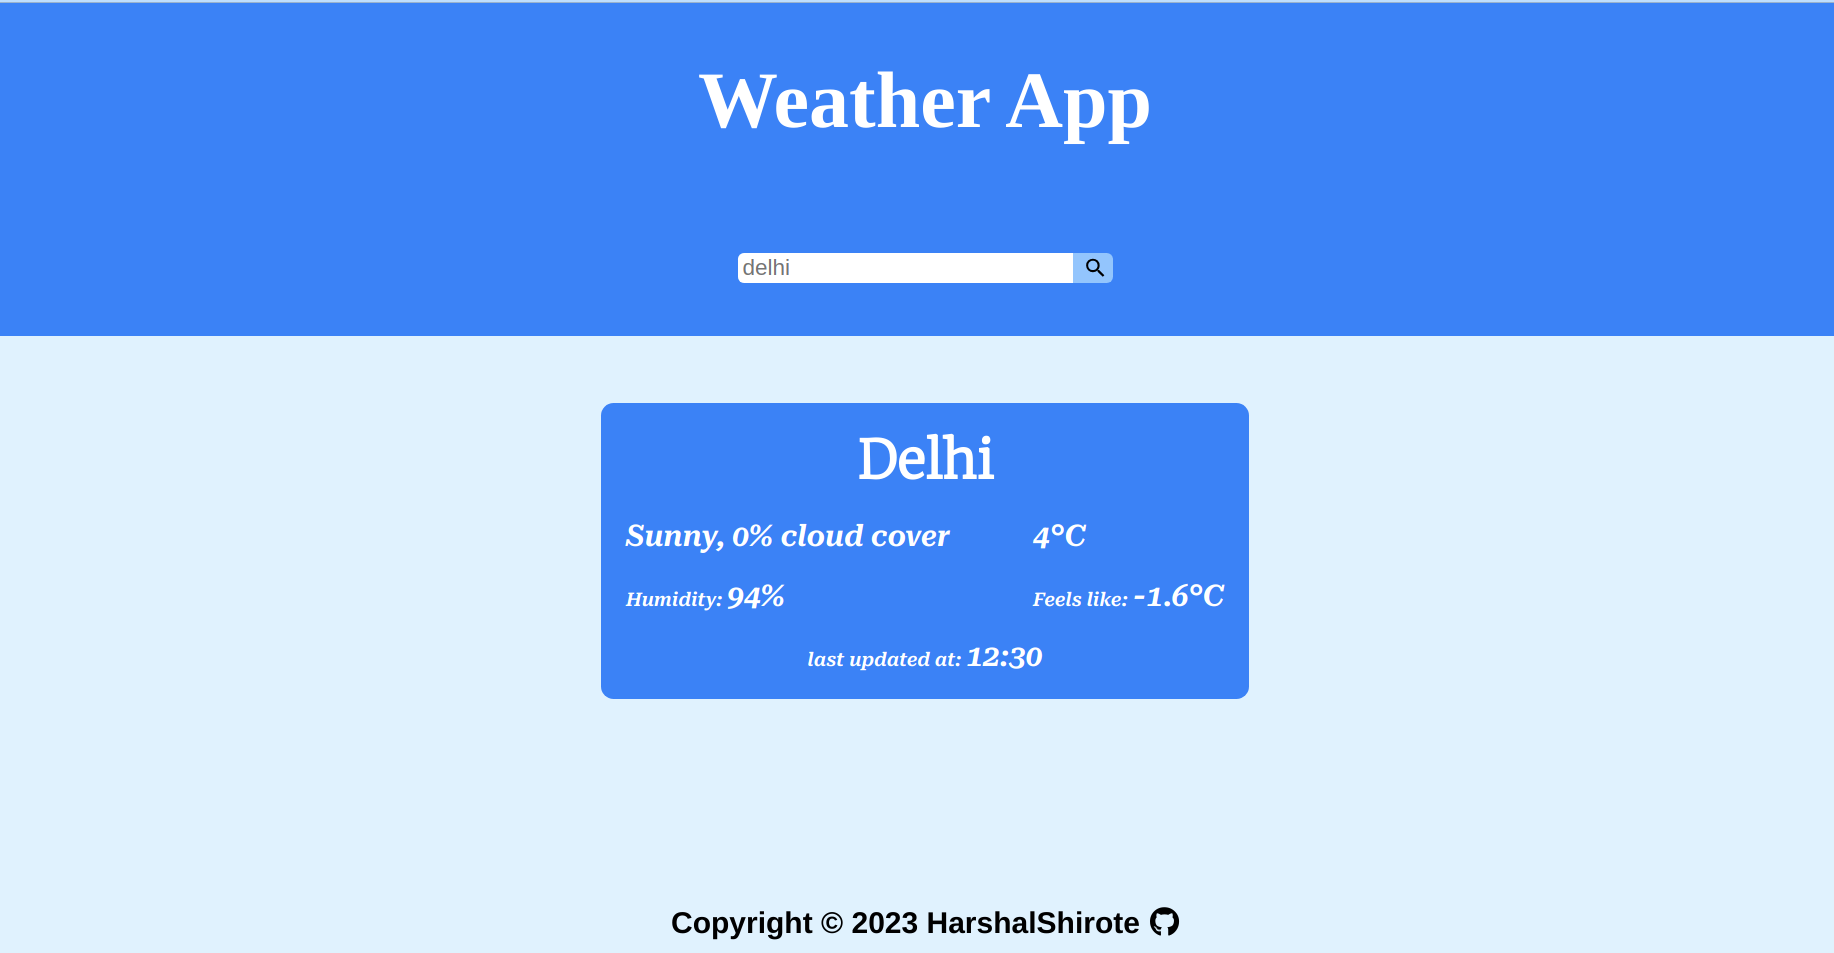 Weather App
delhi
Delhi
Sunny, 0% cloud cover 4°C
Humidity: 94% Feels like: -1.6°C
last updated at: 12:30
Copyright © 2023 HarshalShirote